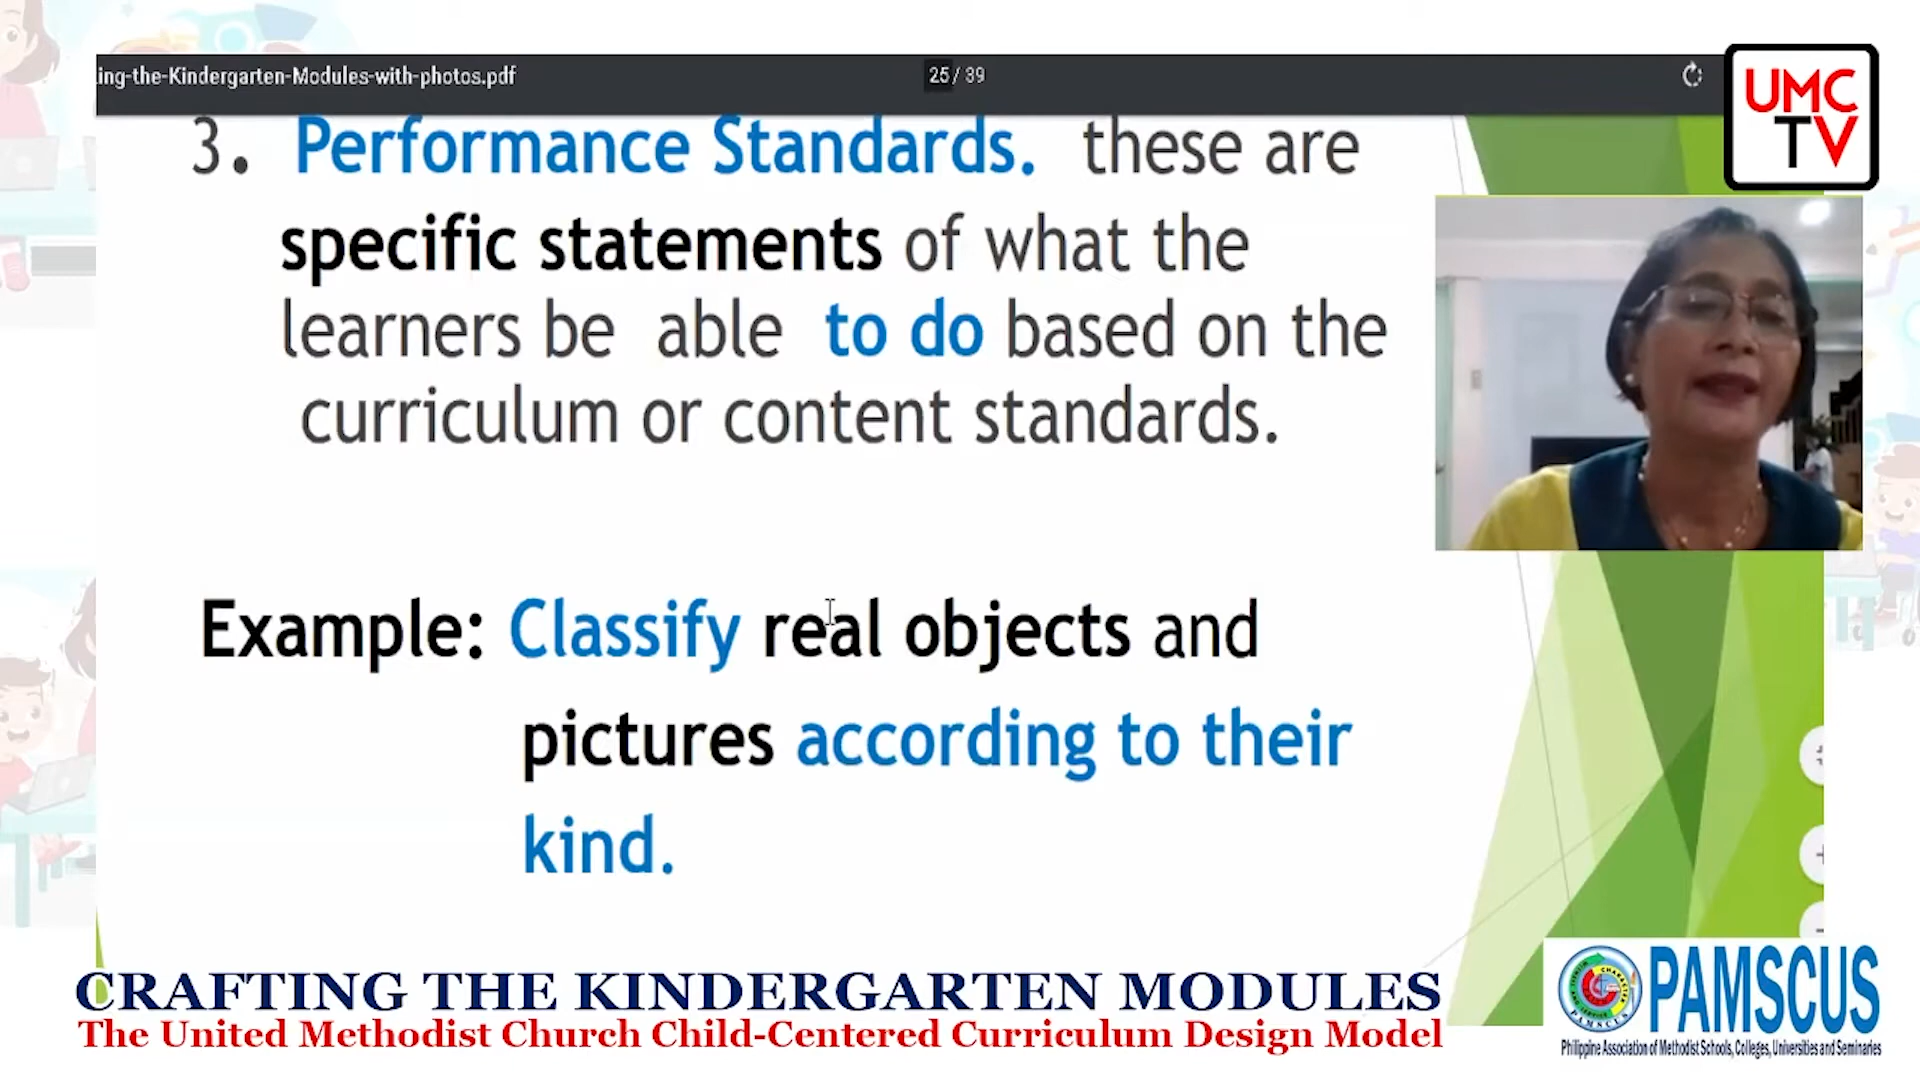 ing-the-Kindergarten-Modules-with-photos.pdf
25 / 39
UMC
TV
3. Performance Standards. these are
specific statements of what the
learners be able to do based on the
curriculum or content standards.
Example: Classify real objects and
pictures according to their
kind.
CRAFTING THE KINDERGARTEN MODULES
The United Methodist Church Child-Centered Curriculum Design Model
PAMSCUS
Philippine Association of Methodist Schools, Colleges, Universities and Seminaries